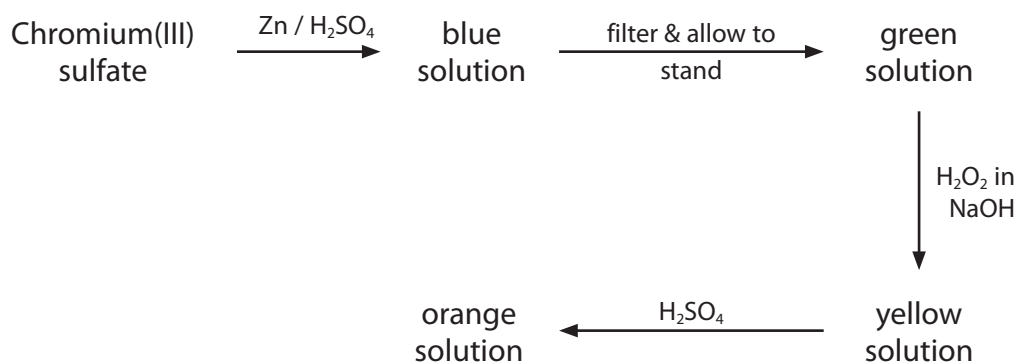 Chromium(III)
sulfate
Zn / H₂SO₄
blue
solution
filter & allow to
stand
green
solution
H₂O₂ in
NaOH
yellow
solution
H₂SO₄
orange
solution